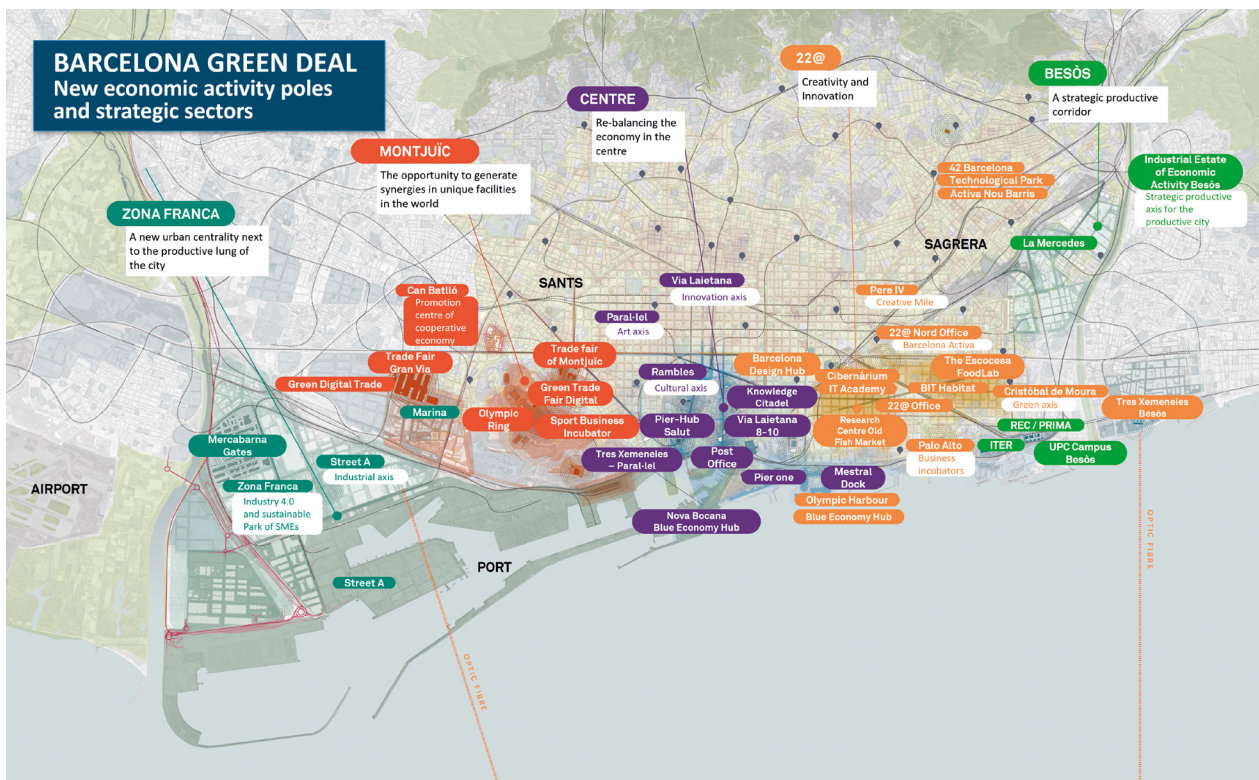 BARCELONA GREEN DEAL
New economic activity poles
and strategic sectors
22@
Creativity and
Innovation
BESÒS
A strategic productive
corridor
CENTRE
Re-balancing the
economy in the
centre
MONTJUÏC
The opportunity to generate
synergies in unique facilities
in the world
ZONA FRANCA
A new urban centrality next
to the productive lung of
the city
42 Barcelona
Technological Park
Activa Nou Barris
Industrial Estate
of Economic
Activity Besòs
Strategic productive
axis for the
productive city
La Mercedes
SAGRERA
SANTS
Via Laietana
Innovation axis
Pere IV
Creative Mile
Can Batlló
Promotion
centre of
cooperative
economy
Paral-lel
Art axis
22@ Nord Office
Barcelona Activa
Trade Fair
Gran Via
Trade fair
of Montjuïc
Rambles
Cultural axis
Barcelona
Design Hub
Cibernàrium
IT Academy
The Escocesa
FoodLab
BIT Habitat
Green Digital Trade
Green Trade
Fair Digital
Knowledge
Citadel
Cristòbal de Moura
Green axis
22@ Office
Tres Xemeneies
Besòs
Marina
Olympic
Ring
Sport Business
Incubator
Pier-Hub
Salut
Via Laietana
8-10
Research
Centre Old
Fish Market
REC / PRIMA
Mercabarna
Gates
Tres Xemeneies
– Paral-lel
Post
Office
Palo Alto
Business
incubators
ITER
UPC Campus
Besòs
Street A
Industrial axis
Pier one
Mestral
Dock
AIRPORT
Zona Franca
Industry 4.0
and sustainable
Park of SMEs
Olympic Harbour
Blue Economy Hub
Nova Bocana
Blue Economy Hub
PORT
Street A
OPTIC FIBRE
OPTIC FIBRE